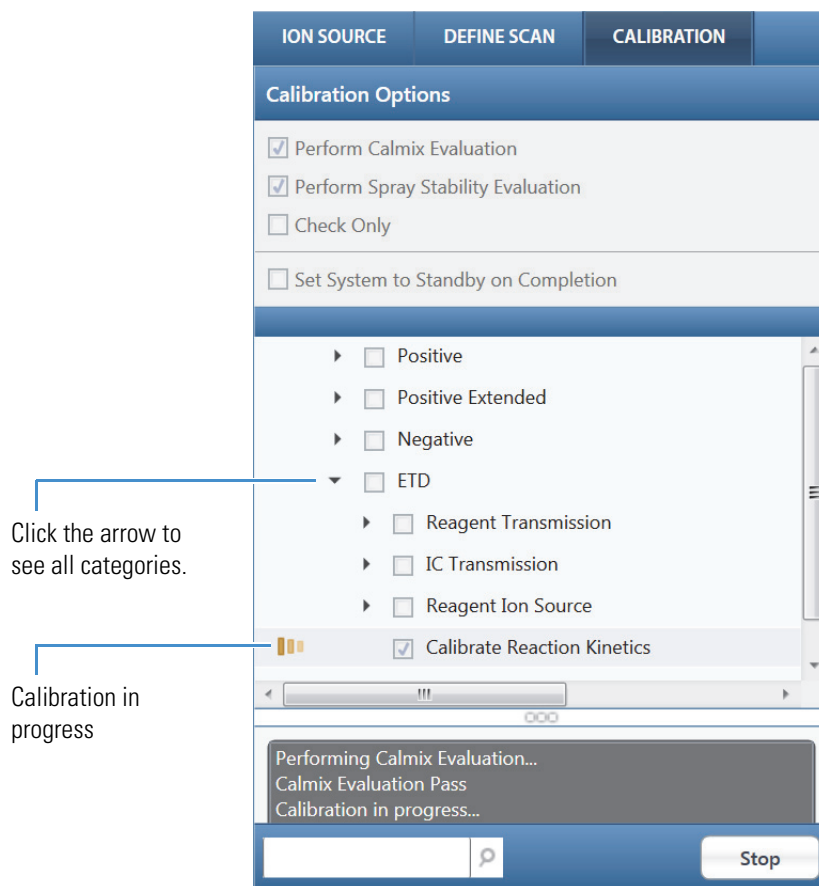 ION SOURCE DEFINE SCAN CALIBRATION
Calibration Options
Perform Calmix Evaluation
Perform Spray Stability Evaluation
Check Only
Set System to Standby on Completion
Positive
Positive Extended
Negative
ETD
Click the arrow to
see all categories.
Reagent Transmission
IC Transmission
Reagent Ion Source
Calibrate Reaction Kinetics
Calibration in
progress
Performing Calmix Evaluation...
Calmix Evaluation Pass
Calibration in progress...
Stop